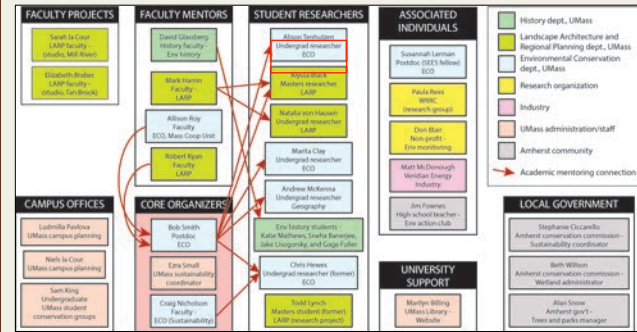 FACULTY PROJECTS
Sarah la Cour
LARP faculty -
(studio, Mill River)
Elizabeth Brabec
LARP faculty -
(studio, Tan Brook)
FACULTY MENTORS
David Glassberg
History faculty -
Env history
Mark Hamin
Faculty -
LARP
Allison Roy
Faculty
ECO, Mass Coop Unit
Robert Ryan
Faculty
LARP
STUDENT RESEARCHERS
Alison Tenhulzen
Undergrad researcher
ECO
Alyssa Black
Masters researcher
LARP
Natalia von Hausen
Undergrad researcher
LARP
Marita Clay
Undergrad researcher
ECO
Andrew McKenna
Undergrad researcher
Geography
Env history students -
Katie Mathews, Sneha Banerjee,
Jake Lisogorsky, and Gage Fuller
Chris Hewes
Undergrad researcher (former)
ECO
Todd Lynch
Masters student (former)
LARP (research project)
ASSOCIATED
INDIVIDUALS
Susannah Lerman
Postdoc (SEES fellow)
ECO
Paula Rees
WRRC
(research group)
Don Blair
Non-profit -
Env monitoring
Matt McDonough
Veridian Energy
Industry
Jim Fownes
High school teacher -
Env action club
History dept., UMass
Landscape Architecture and
Regional Planning dept., UMass
Environmental Conservation
dept., UMass
Research organization
Industry
UMass administration/staff
Amherst community
Academic mentoring connection
CAMPUS OFFICES
Ludmilla Pavlova
UMass campus planning
Niels la Cour
UMass campus planning
Sam King
Undergraduate
UMass student
conservation groups
CORE ORGANIZERS
Bob Smith
Postdoc
ECO
Ezra Small
UMass sustainability
coordinator
Craig Nicholson
Faculty
ECO (Sustainability)
UNIVERSITY
SUPPORT
Marilyn Billing
UMass Library -
Website
LOCAL GOVERNMENT
Stephanie Ciccarello
Amherst conservation commission -
Sustainability coordinator
Beth Willson
Amherst conservation commission -
Wetland administrator
Alan Snow
Amherst gov't -
Trees and parks manager